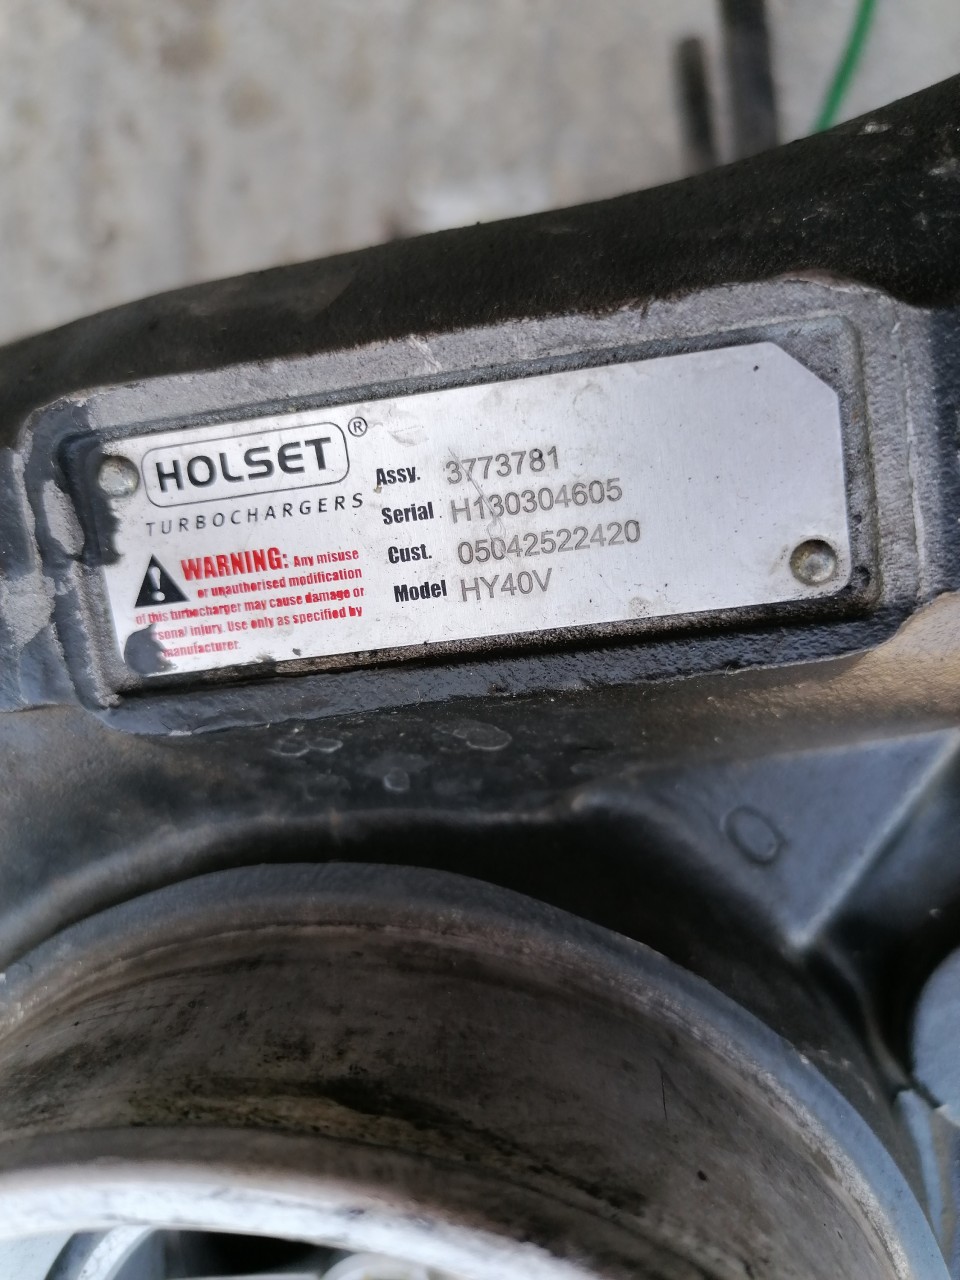 HOLSET ®
TURBOCHARGERS
WARNING: Any misuse
or unauthorised modification
of this turbocharger may cause damage or
sonal injury. Use only as specified by
manufacturer.
Assy. 3773781
Serial H130304605
Cust. 05042522420
Model HY40V